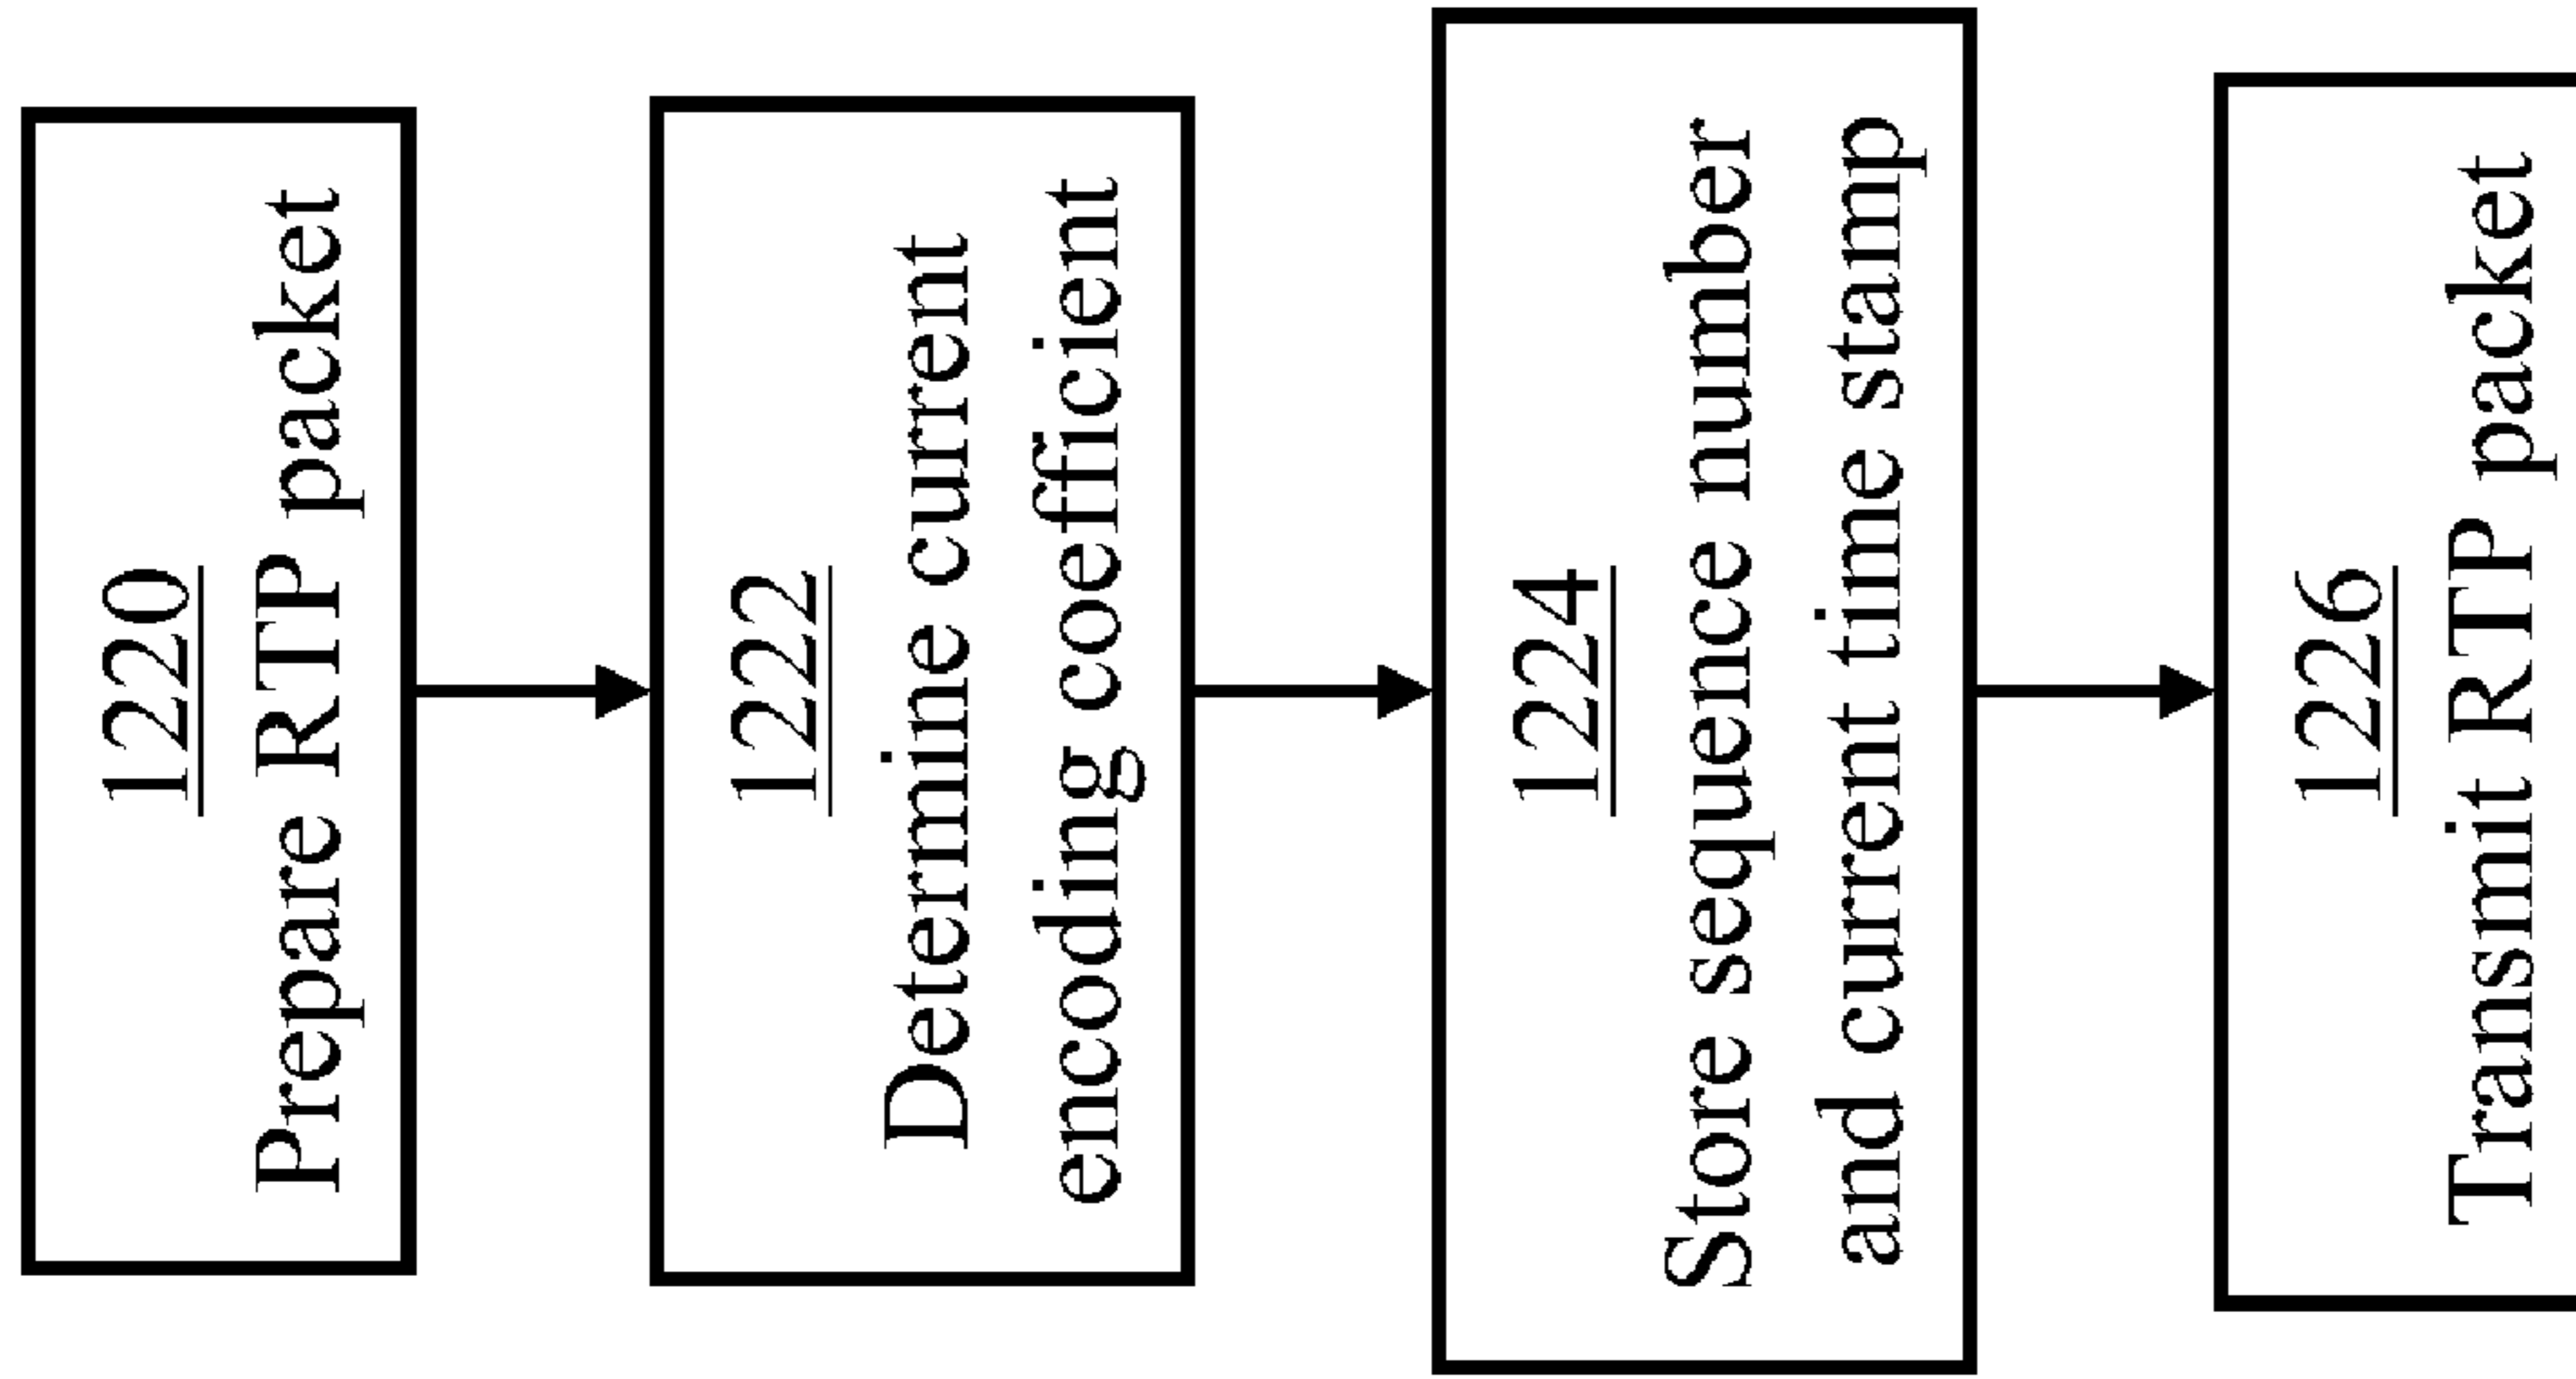 1220
Prepare RTP packet
1222
Determine current
encoding coefficient
1224
Store sequence number
and current time stamp
1226
Transmit RTP packet